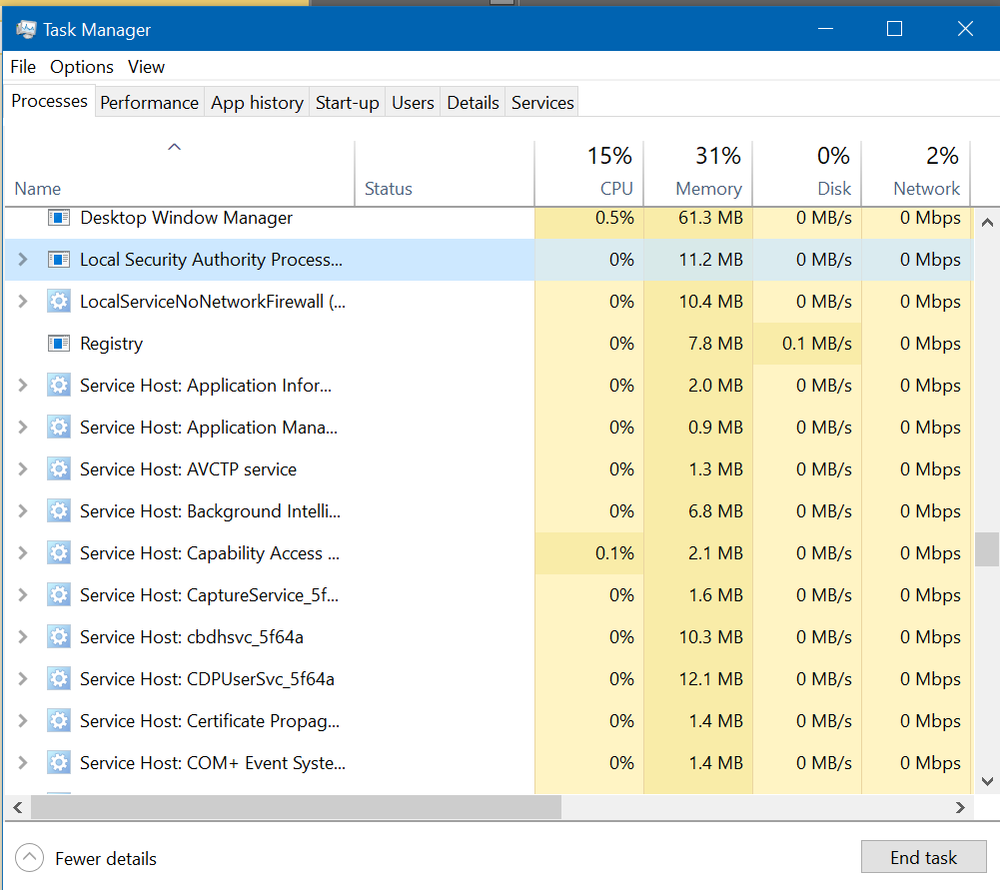 Task Manager
File Options View
Processes Performance App history Start-up Users Details Services
15% 31% 0% 2%
Name Status CPU Memory Disk Network
Desktop Window Manager 0.5% 61.3 MB 0 MB/s 0 Mbps
Local Security Authority Process... 0% 11.2 MB 0 MB/s 0 Mbps
LocalServiceNoNetworkFirewall (... 0% 10.4 MB 0 MB/s 0 Mbps
Registry 0% 7.8 MB 0.1 MB/s 0 Mbps
Service Host: Application Infor... 0% 2.0 MB 0 MB/s 0 Mbps
Service Host: Application Mana... 0% 0.9 MB 0 MB/s 0 Mbps
Service Host: AVCTP service 0% 1.3 MB 0 MB/s 0 Mbps
Service Host: Background Intelli... 0% 6.8 MB 0 MB/s 0 Mbps
Service Host: Capability Access ... 0.1% 2.1 MB 0 MB/s 0 Mbps
Service Host: CaptureService_5f... 0% 1.6 MB 0 MB/s 0 Mbps
Service Host: cbdhsvc_5f64a 0% 10.3 MB 0 MB/s 0 Mbps
Service Host: CDPUserSvc_5f64a 0% 12.1 MB 0 MB/s 0 Mbps
Service Host: Certificate Propag... 0% 1.4 MB 0 MB/s 0 Mbps
Service Host: COM+ Event Syste... 0% 1.4 MB 0 MB/s 0 Mbps
Fewer details End task